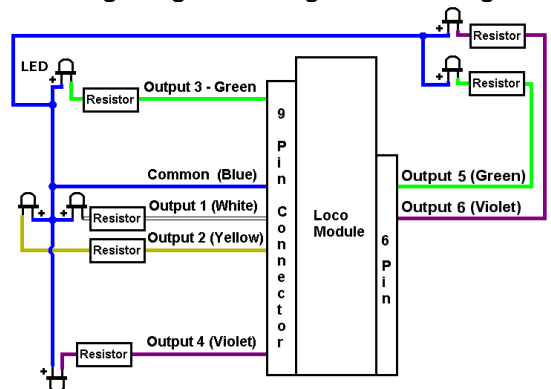 Resistor
LED
Resistor
Output 3 - Green
Resistor
9 Pin Connector
Common (Blue)
Output 5 (Green)
Output 1 (White)
Resistor
Loco Module
Output 6 (Violet)
Output 2 (Yellow)
Resistor
6 Pin
Output 4 (Violet)
Resistor
+
+
+
+
+
+